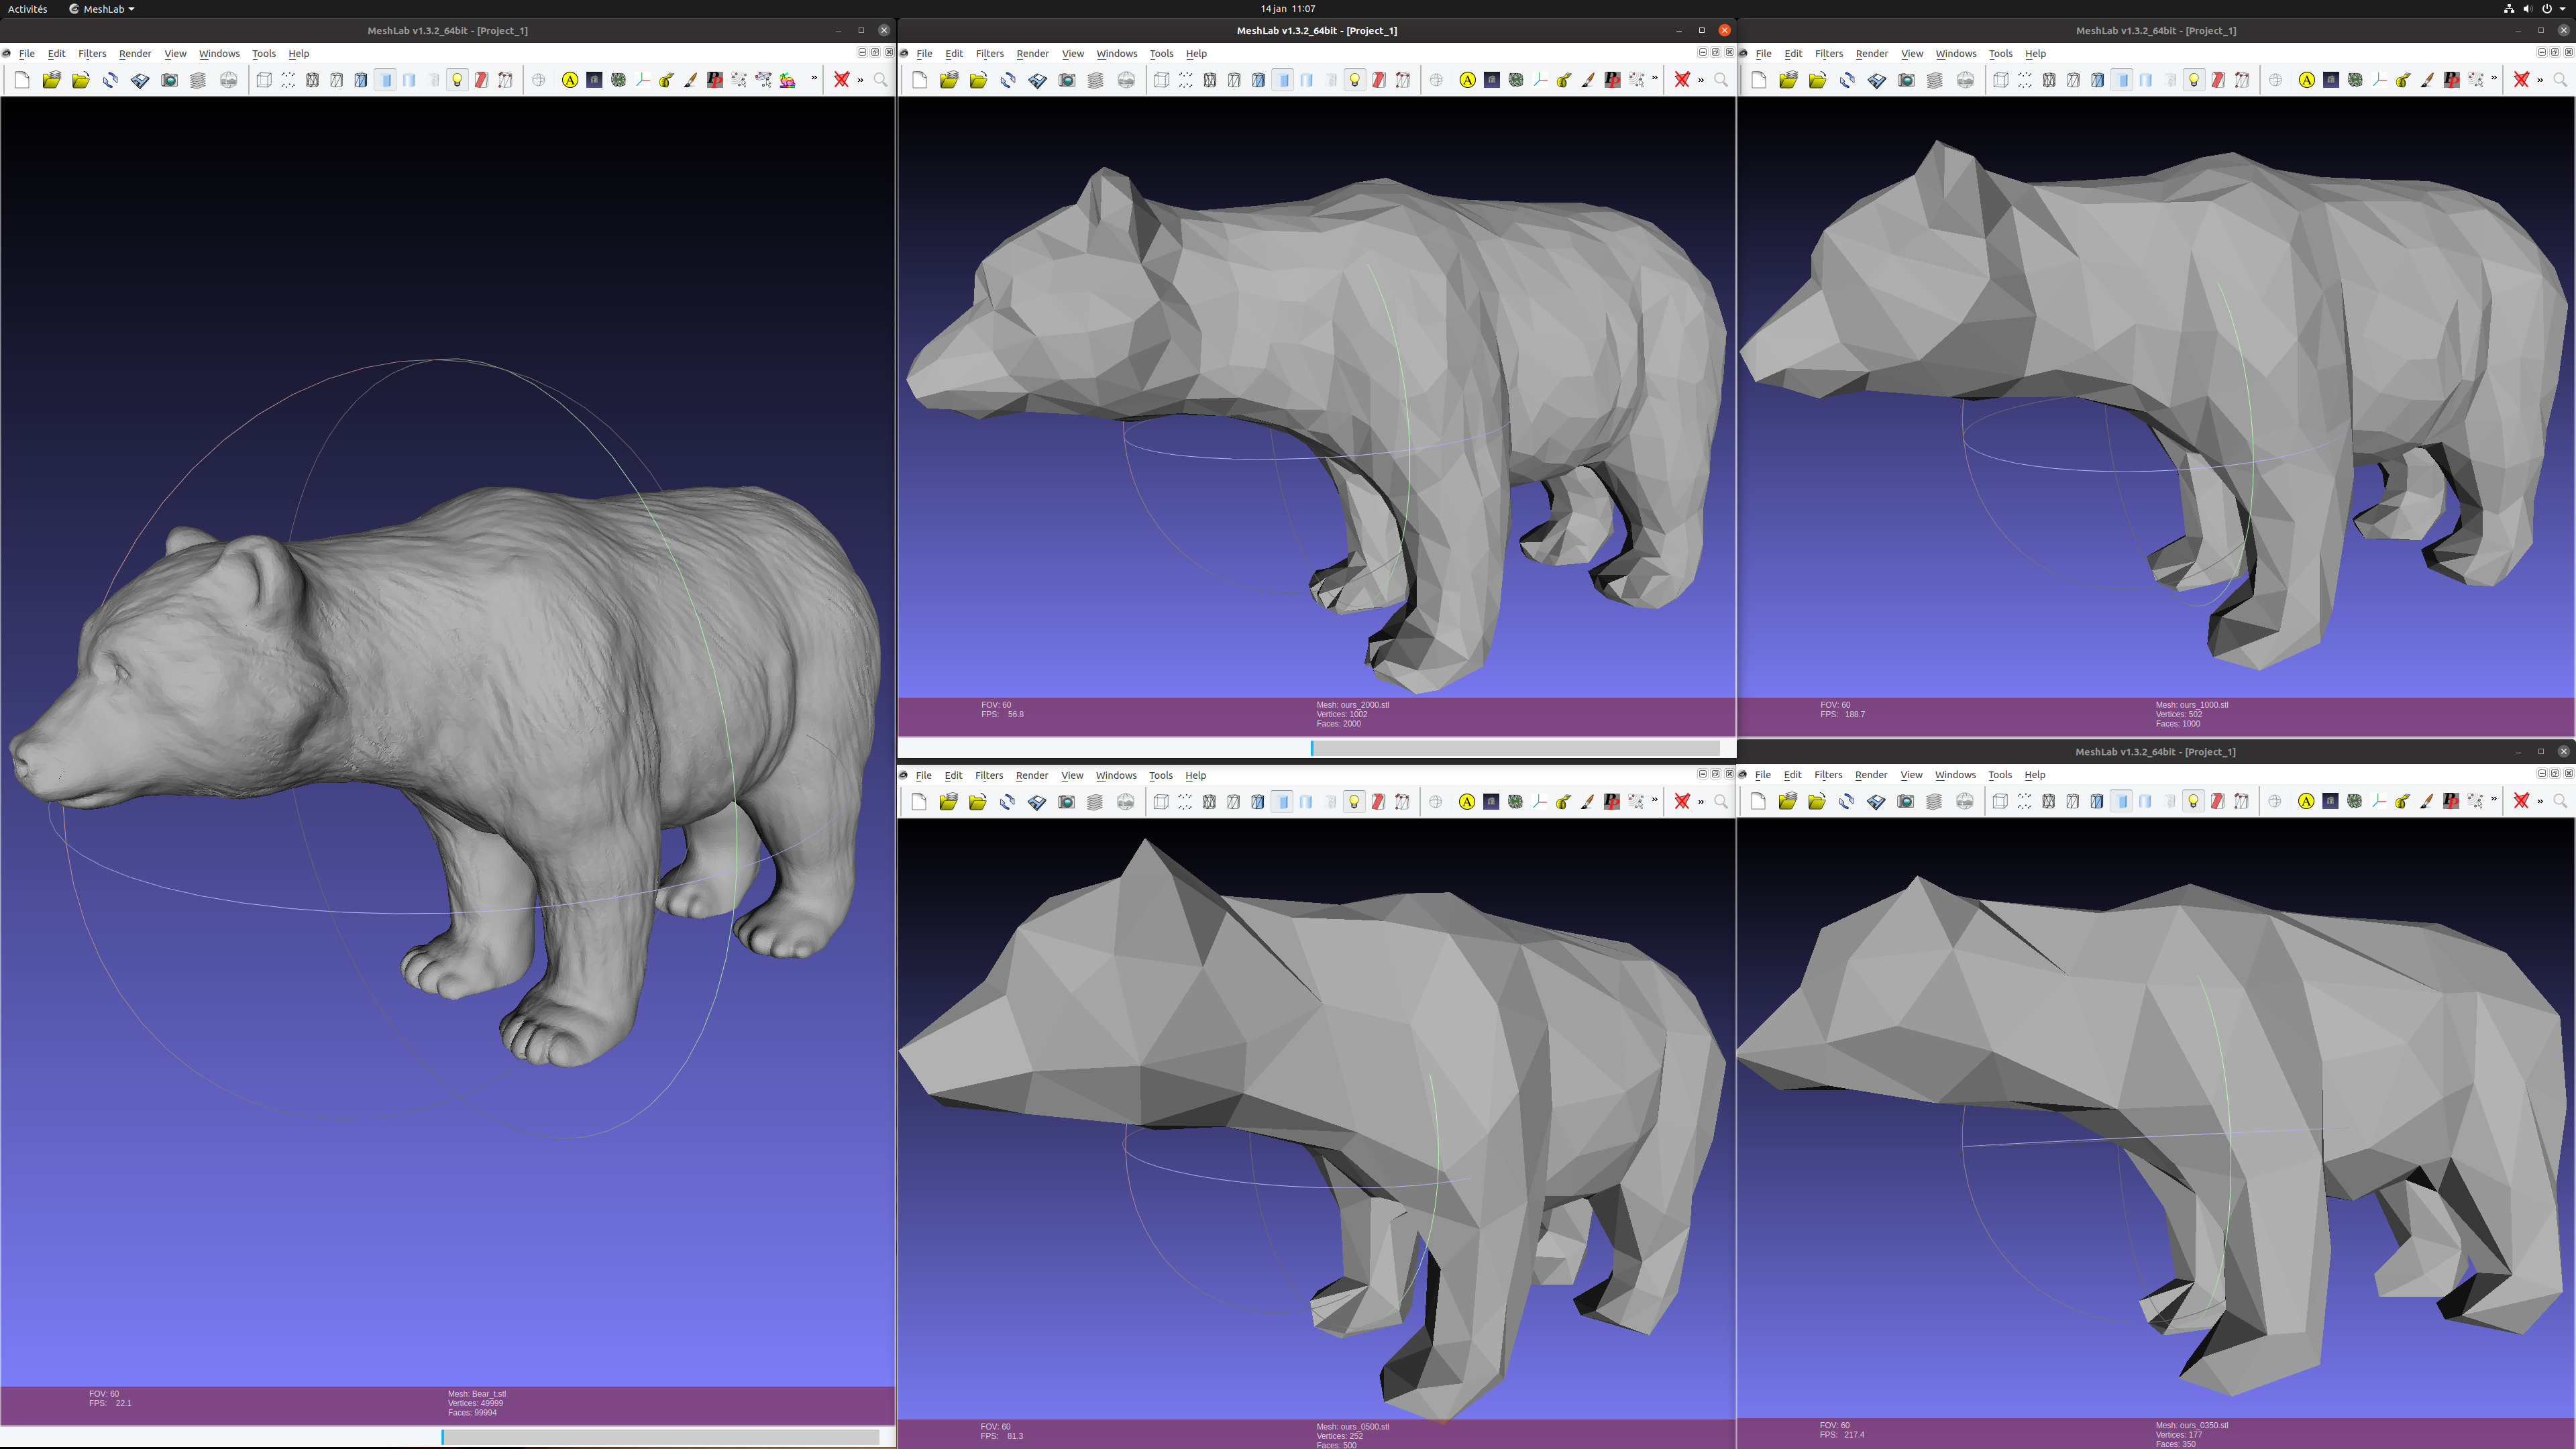 Activités MeshLab 14 jan 11:07
MeshLab v1.3.2_64bit - [Project_1]
File Edit Filters Render View Windows Tools Help
FOV: 60
FPS: 22.1
Mesh: Bear_t.stl
Vertices: 49999
Faces: 99994
MeshLab v1.3.2_64bit - [Project_1]
File Edit Filters Render View Windows Tools Help
FOV: 60
FPS: 56.8
Mesh: ours_2000.stl
Vertices: 1002
Faces: 2000
MeshLab v1.3.2_64bit - [Project_1]
File Edit Filters Render View Windows Tools Help
FOV: 60
FPS: 188.7
Mesh: ours_1000.stl
Vertices: 502
Faces: 1000
File Edit Filters Render View Windows Tools Help
FOV: 60
FPS: 81.3
Mesh: ours_0500.stl
Vertices: 252
Faces: 500
MeshLab v1.3.2_64bit - [Project_1]
File Edit Filters Render View Windows Tools Help
FOV: 60
FPS: 217.4
Mesh: ours_0350.stl
Vertices: 177
Faces: 350